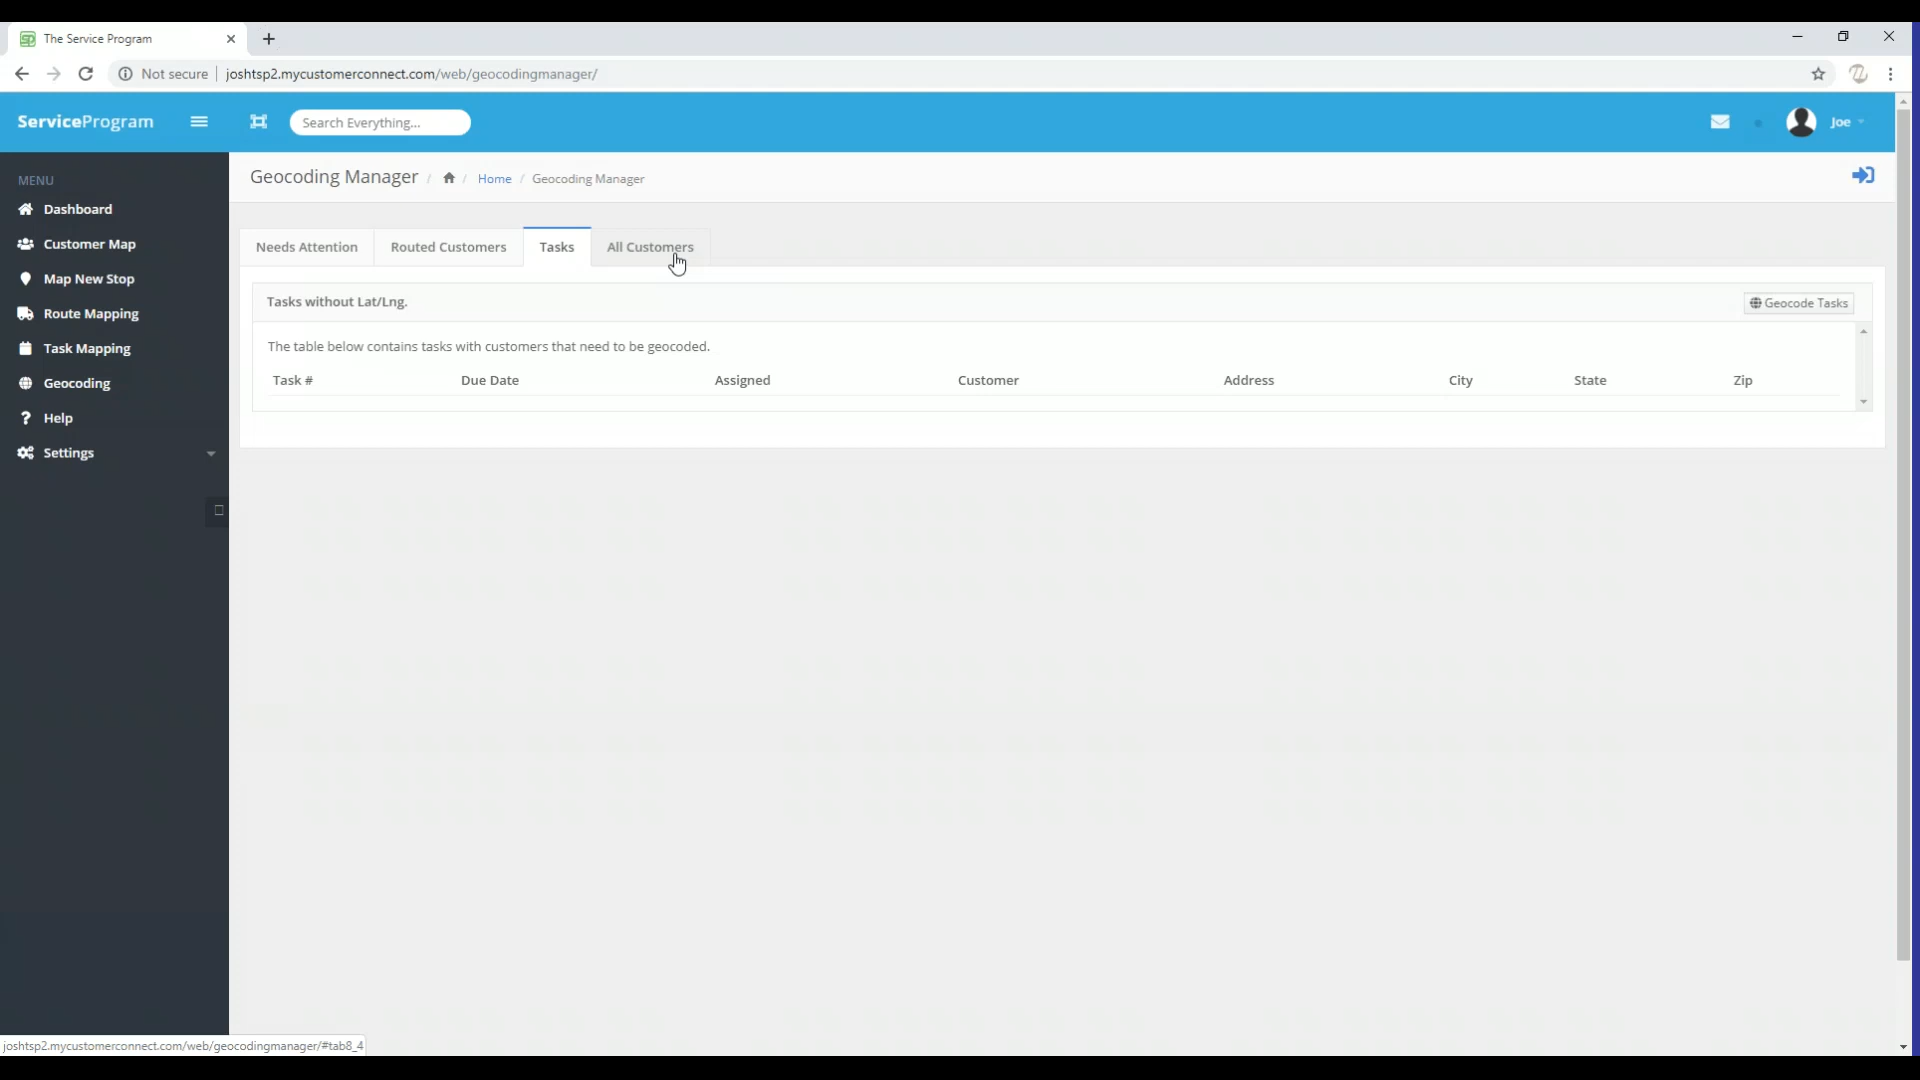 The Service Program
Not secure joshtsp2.mycustomerconnect.com/web/geocodingmanager/
ServiceProgram Search Everything... Joe
MENU
Dashboard
Customer Map
Map New Stop
Route Mapping
Task Mapping
Geocoding
Help
Settings
Geocoding Manager / / Home / Geocoding Manager
Needs Attention Routed Customers Tasks All Customers
Tasks without Lat/Lng. Geocode Tasks
The table below contains tasks with customers that need to be geocoded.
Task # Due Date Assigned Customer Address City State Zip
joshtsp2.mycustomerconnect.com/web/geocodingmanager/#tab8_4